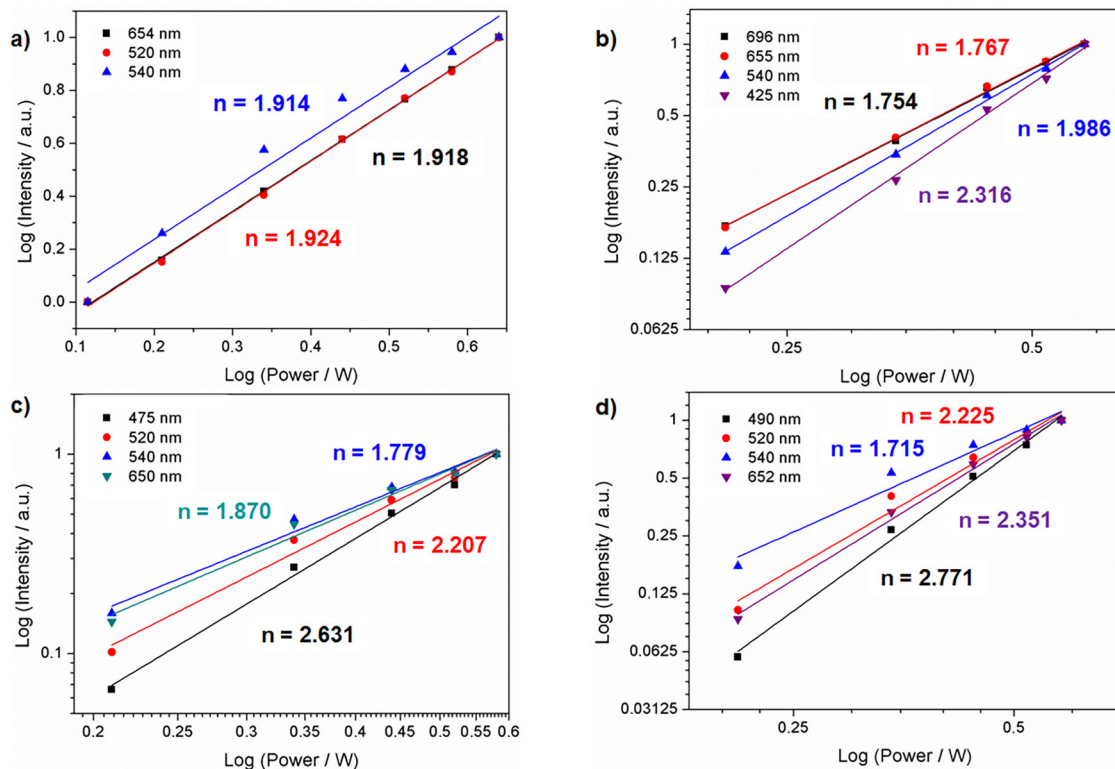 a)
654 nm
520 nm
540 nm
n = 1.914
n = 1.918
n = 1.924
Log (Intensity / a.u.)
1.0
0.8
0.6
0.4
0.2
0.0
0.1 0.2 0.3 0.4 0.5 0.6
Log (Power / W)
b)
696 nm
655 nm
540 nm
425 nm
n = 1.767
n = 1.754
n = 1.986
n = 2.316
Log (Intensity / a.u.)
1
0.5
0.25
0.125
0.0625
0.25 0.5
Log (Power / W)
c)
475 nm
520 nm
540 nm
650 nm
n = 1.779
n = 1.870
n = 2.207
n = 2.631
Log (Intensity / a.u.)
1
0.1
0.2 0.25 0.3 0.35 0.4 0.45 0.5 0.55 0.6
Log (Power / W)
d)
490 nm
520 nm
540 nm
652 nm
n = 2.225
n = 1.715
n = 2.351
n = 2.771
Log (Intensity / a.u.)
1
0.5
0.25
0.125
0.0625
0.03125
0.25 0.5
Log (Power / W)